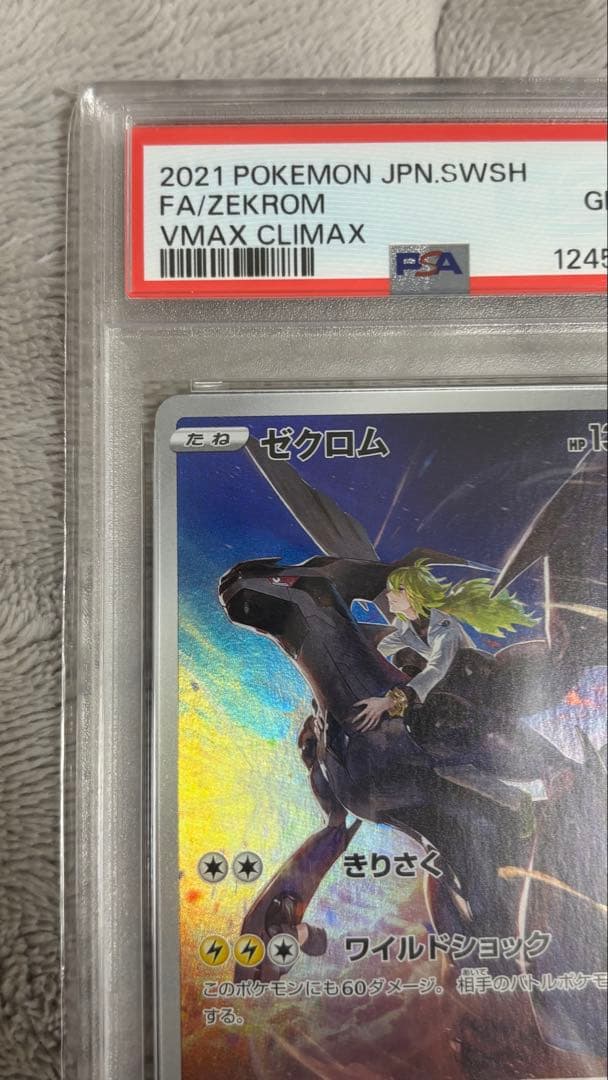 2021 POKEMON JPN.SWSH
FA/ZEKROM
VMAX CLIMAX
PSA
1245
たね ゼクロム HP
きりさく
ワイルドショック
このポケモンにも60ダメージ。相手のバトルポケモ
する。